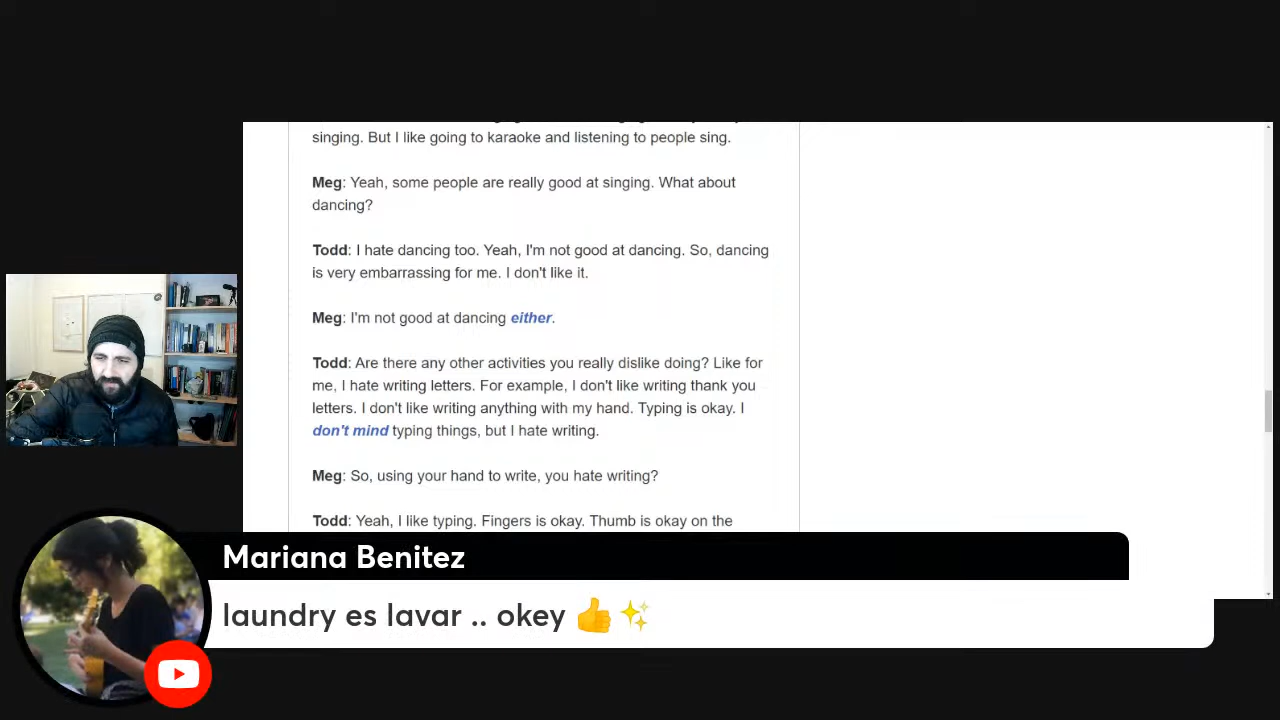 singing. But I like going to karaoke and listening to people sing.
Meg: Yeah, some people are really good at singing. What about
dancing?
Todd: I hate dancing too. Yeah, I'm not good at dancing. So, dancing
is very embarrassing for me. I don't like it.
Meg: I'm not good at dancing either.
Todd: Are there any other activities you really dislike doing? Like for
me, I hate writing letters. For example, I don't like writing thank you
letters. I don't like writing anything with my hand. Typing is okay. I
don't mind typing things, but I hate writing.
Meg: So, using your hand to write, you hate writing?
Todd: Yeah, I like typing. Fingers is okay. Thumb is okay on the
Mariana Benitez
laundry es lavar .. okey 👍✨